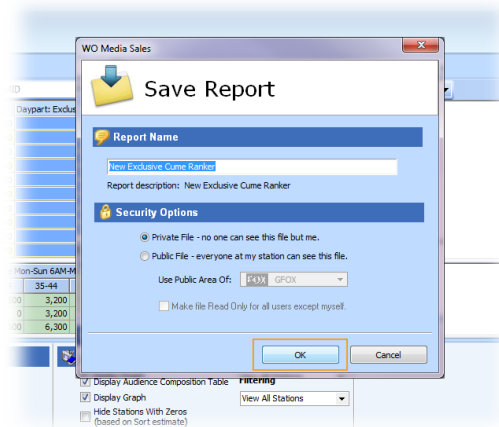 WO Media Sales
Save Report
Daypart: Exclus
Report Name
New Exclusive Cume Ranker
Report description: New Exclusive Cume Ranker
Security Options
Private File - no one can see this file but me.
Public File - everyone at my station can see this file.
Use Public Area Of: GFOX
Make file Read Only for all users except myself.
Mon-Sun 6AM-M
35-44
00 3,200
0 3,200
00 6,300
OK Cancel
Display Audience Composition Table Filtering
Display Graph View All Stations
Hide Stations With Zeros
(based on Sort estimate)